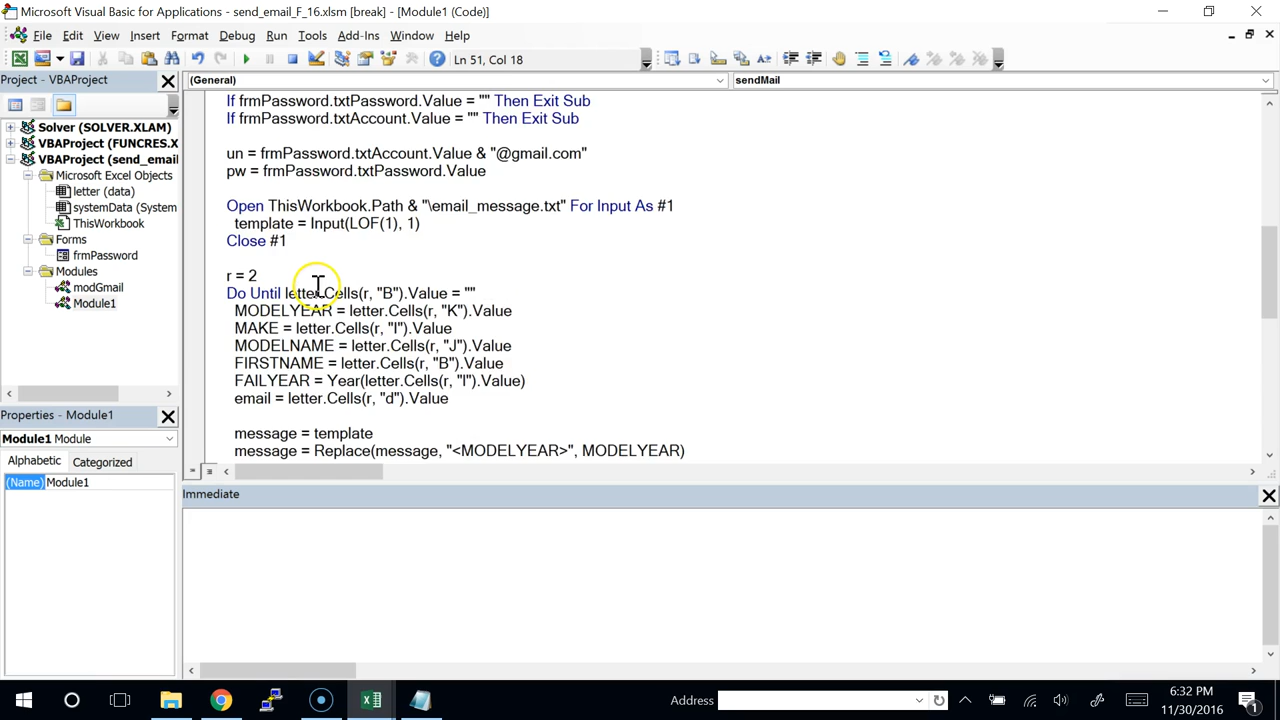 Microsoft Visual Basic for Applications - send_email_F_16.xlsm [break] - [Module1 (Code)]
File Edit View Insert Format Debug Run Tools Add-Ins Window Help
Ln 51, Col 18
Project - VBAProject
(General)
sendMail
Solver (SOLVER.XLAM)
VBAProject (FUNCRES.X
VBAProject (send_email
Microsoft Excel Objects
letter (data)
systemData (System
ThisWorkbook
Forms
frmPassword
Modules
modGmail
Module1
If frmPassword.txtPassword.Value = "" Then Exit Sub
If frmPassword.txtAccount.Value = "" Then Exit Sub
un = frmPassword.txtAccount.Value & "@gmail.com"
pw = frmPassword.txtPassword.Value
Open ThisWorkbook.Path & "\email_message.txt" For Input As #1
template = Input(LOF(1), 1)
Close #1
r = 2
Do Until letter.Cells(r, "B").Value = ""
MODELYEAR = letter.Cells(r, "K").Value
MAKE = letter.Cells(r, "I").Value
MODELNAME = letter.Cells(r, "J").Value
FIRSTNAME = letter.Cells(r, "B").Value
FAILYEAR = Year(letter.Cells(r, "l").Value)
email = letter.Cells(r, "d").Value
message = template
message = Replace(message, "<MODELYEAR>", MODELYEAR)
Properties - Module1
Module1 Module
Alphabetic Categorized
(Name) Module1
Immediate
Address
6:32 PM
11/30/2016
1